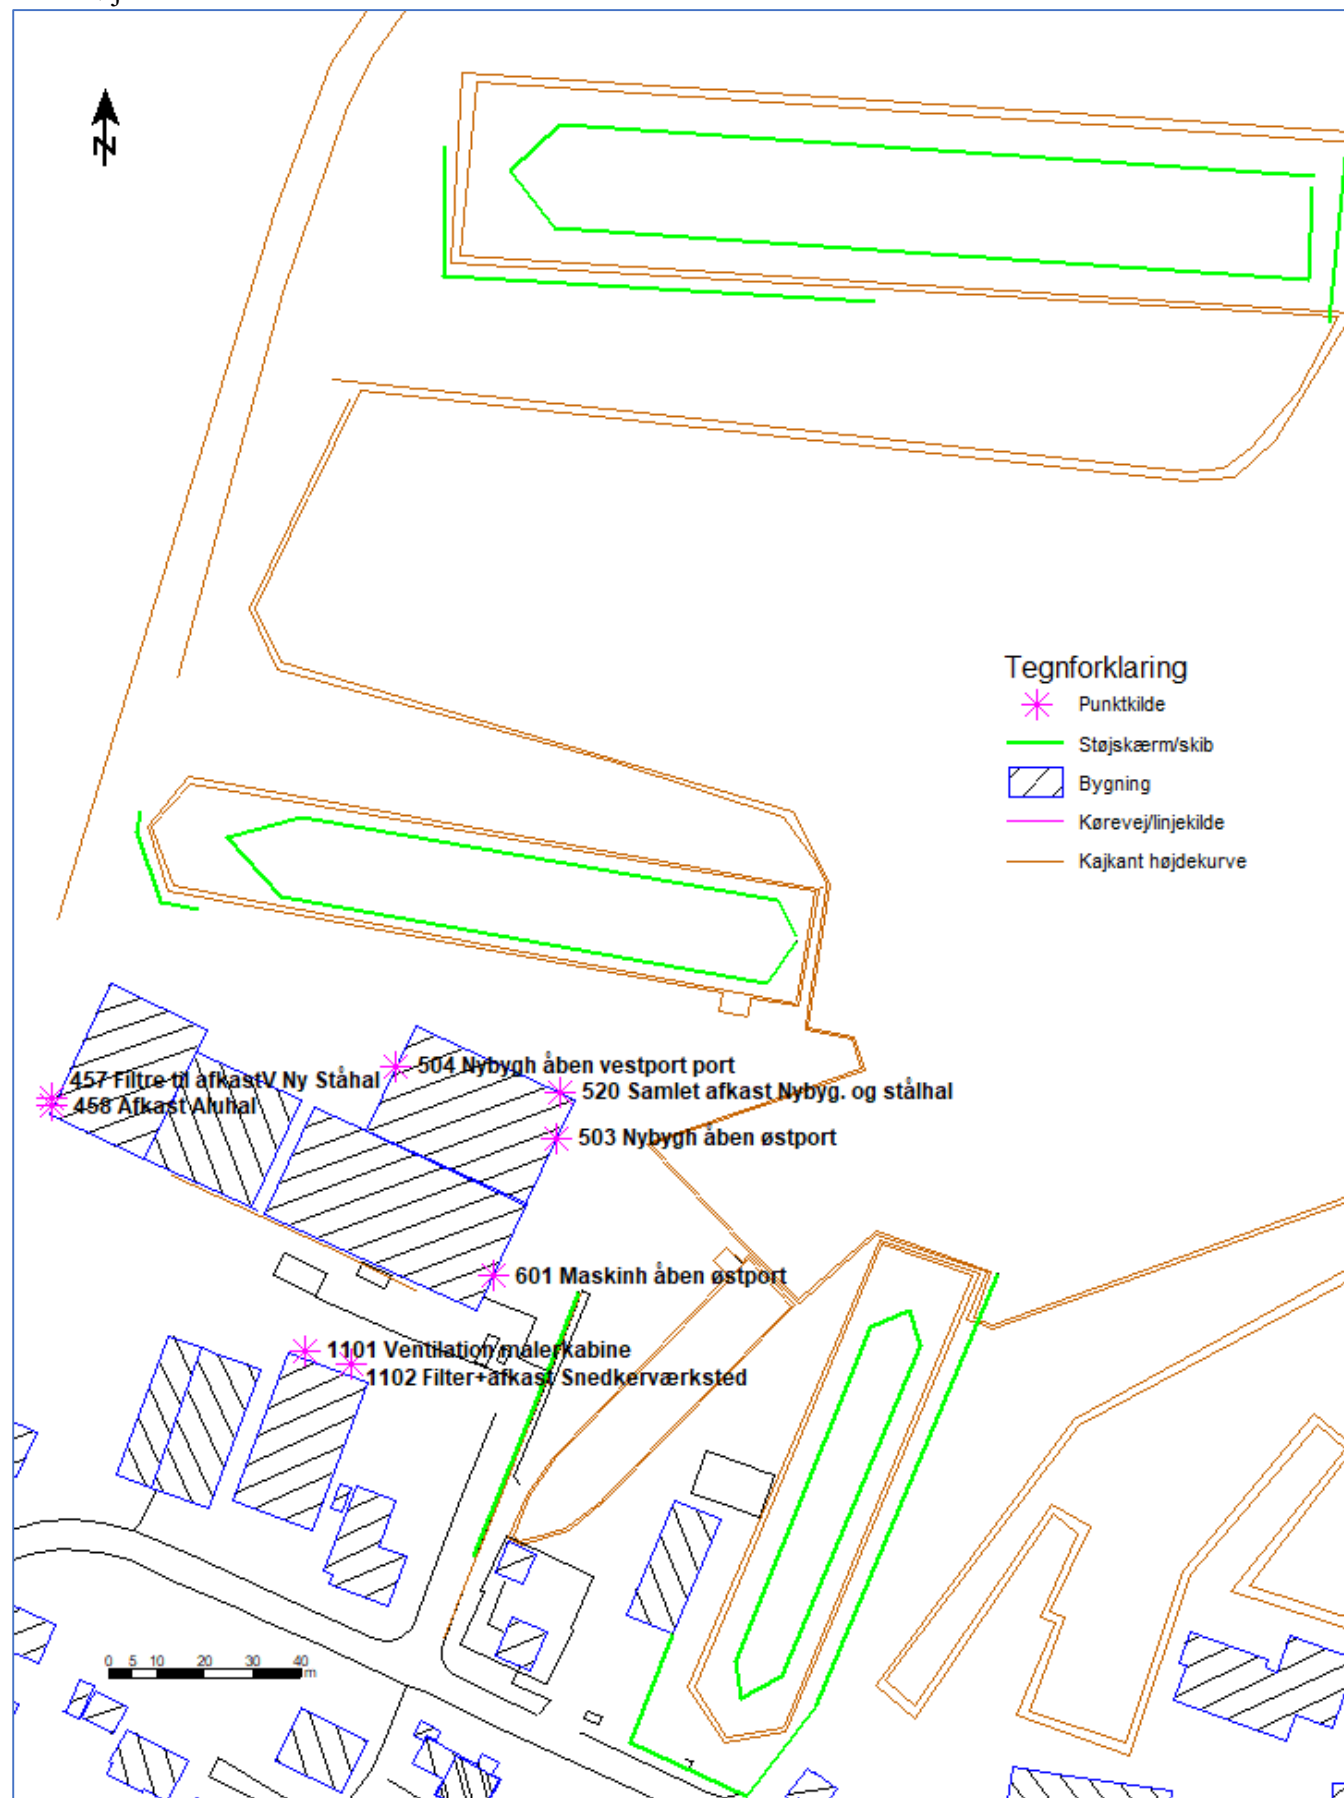 N
Tegnforklaring
Punktkilde
Støjskærm/skib
Bygning
Kørevej/linjekilde
Kajkant højdekurve
504 Nybygh åben vestport port
457 Filtre til afkastV Ny Ståhal
520 Samlet afkast Nybyg. og stålhal
458 Afkast Aluhal
503 Nybygh åben østport
601 Maskinh åben østport
1101 Ventilation malerkabine
1102 Filter+afkast Snedkerværksted
0 5 10 20 30 40
m